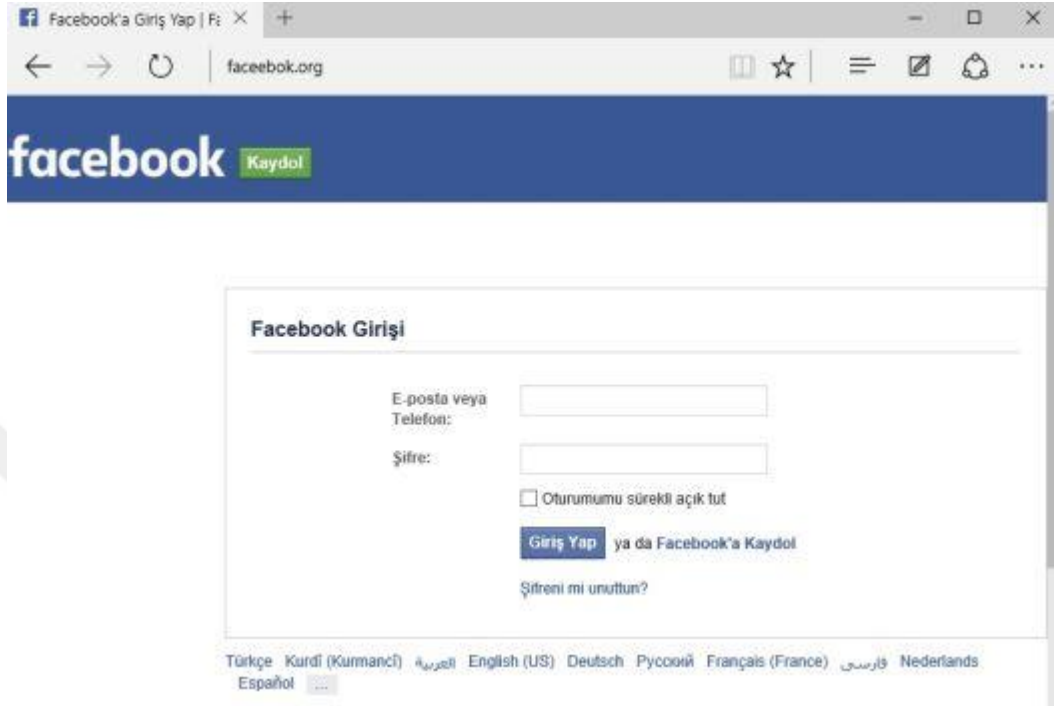 Facebook'a Giriş Yap | Fa
faceebok.org
facebook Kaydol
Facebook Girişi
E-posta veya
Telefon:
Şifre:
Oturumumu sürekli açık tut
Giriş Yap ya da Facebook'a Kaydol
Şifreni mi unuttun?
Türkçe Kurdî (Kurmancî) العربية English (US) Deutsch Русский Français (France) فارسی Nederlands
Español ...